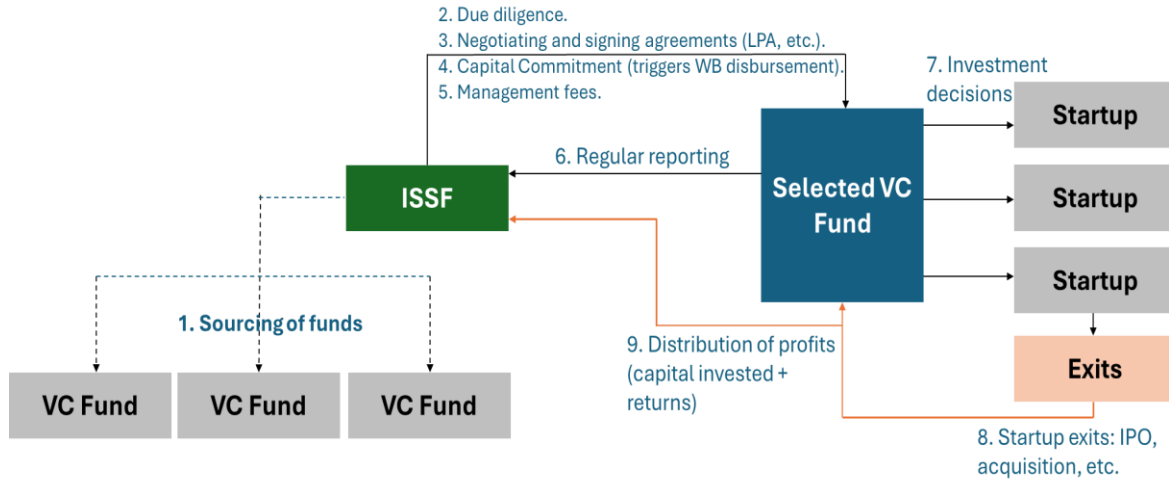 2. Due diligence.
3. Negotiating and signing agreements (LPA, etc.).
4. Capital Commitment (triggers WB disbursement).
5. Management fees.
7. Investment
decisions
Startup
6. Regular reporting
ISSF
Selected VC
Fund
Startup
Startup
1. Sourcing of funds
9. Distribution of profits
(capital invested +
returns)
Exits
VC Fund
VC Fund
VC Fund
8. Startup exits: IPO,
acquisition, etc.